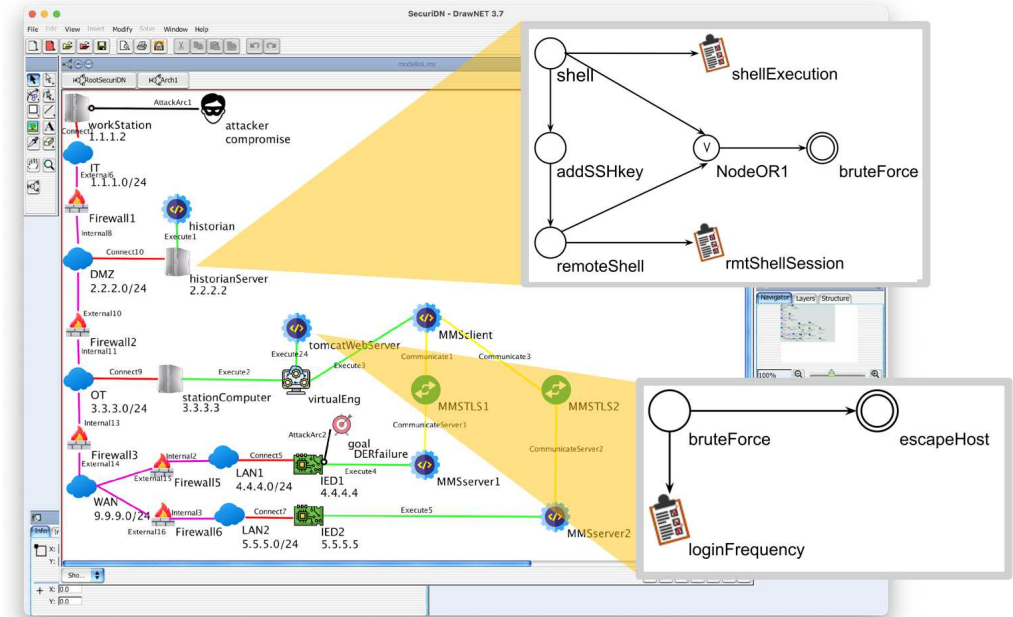 SecuriDN - DrawNET 3.7
File Edit View Insert Modify Solve Window Help
modelIoI.mx
RootSecuriDN Arch1
AttackArc1
workStation
1.1.1.2
attacker
compromise
IT
1.1.1.0/24
External6
Firewall1
Internal8
historian
Execute1
Connect10
DMZ
2.2.2.0/24
historianServer
2.2.2.2
External10
Firewall2
Internal11
tomcatWebServer
Execute24
MMSclient
Execute3
Communicate1
Communicate3
Connect9
Execute2
OT
3.3.3.0/24
stationComputer
3.3.3.3
virtualEng
MMSTLS1
MMSTLS2
Internal13
AttackArc2
goal
DERfailure
CommunicateServer1
CommunicateServer2
Firewall3
External14
Internal2
Connect5
Execute4
External15
Firewall5
LAN1
4.4.4.0/24
IED1
4.4.4.4
MMSserver1
WAN
9.9.9.0/24
Internal3
Connect7
Execute5
External16
Firewall6
LAN2
5.5.5.0/24
IED2
5.5.5.5
MMSserver2
shell
shellExecution
addSSHkey
V
NodeOR1
bruteForce
remoteShell
rmtShellSession
Navigator Layers Structure
100%
bruteForce
escapeHost
loginFrequency
Info
X:
Y:
Sho...
X: 0.0
Y: 0.0